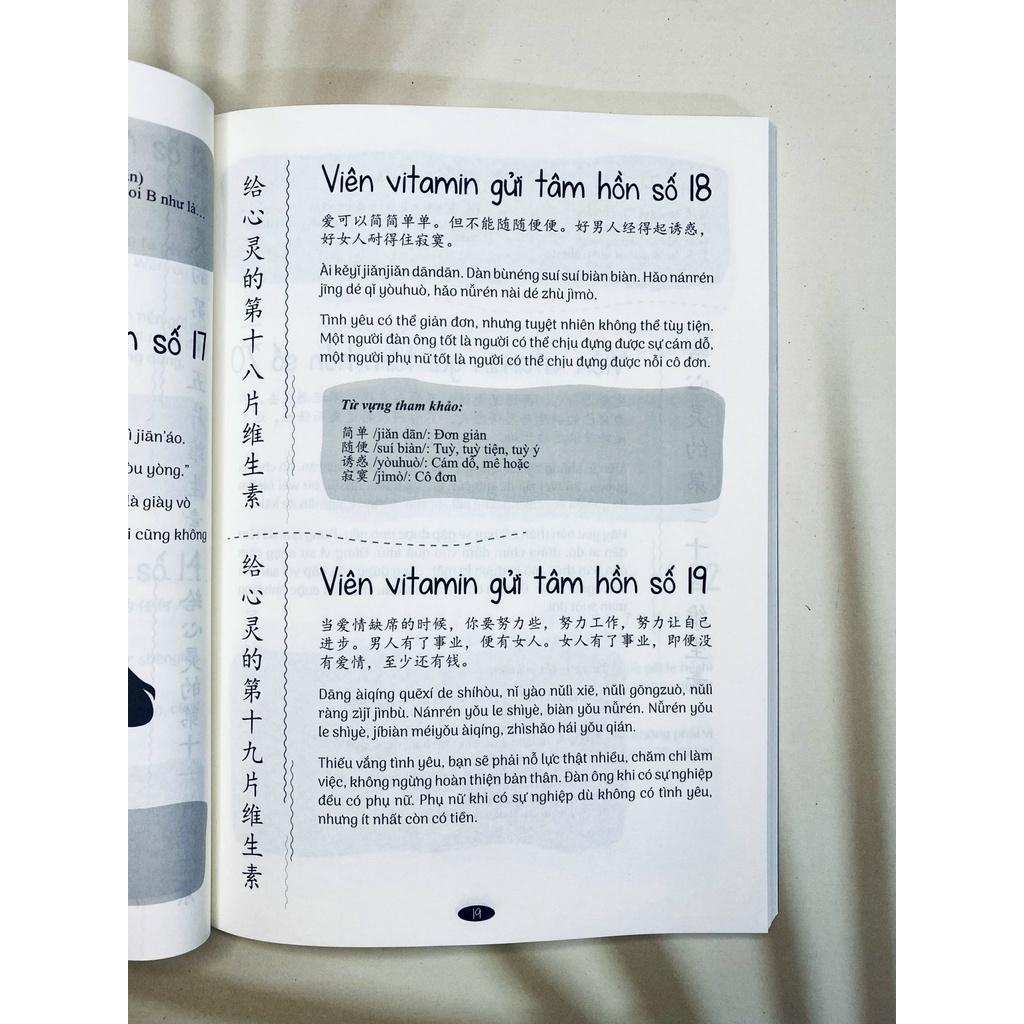 n)
oi B như là...
số 17
jiān'áo.
yòng."
là giày vò
i cũng không
给心灵的第十八片维生素
Viên vitamin gửi tâm hồn số 18
爱可以简简单单。但不能随随便便。好男人经得起诱惑，
好女人耐得住寂寞。
Ài kěyǐ jiǎnjiǎn dāndān. Dàn bùnéng suí suí biàn biàn. Hǎo nánrén
jīng dé qǐ yòuhuò, hǎo nǚrén nài dé zhù jìmò.
Tình yêu có thể giản đơn, nhưng tuyệt nhiên không thể tùy tiện.
Một người đàn ông tốt là người có thể chịu đựng được sự cám dỗ,
một người phụ nữ tốt là người có thể chịu đựng được nỗi cô đơn.
Từ vựng tham khảo:
简单 /jiǎn dān/: Đơn giản
随便 /suí biàn/: Tuỳ, tuỳ tiện, tuỳ ý
诱惑 /yòuhuò/: Cám dỗ, mê hoặc
寂寞 /jìmò/: Cô đơn
给心灵的第十九片维生素
Viên vitamin gửi tâm hồn số 19
当爱情缺席的时候，你要努力些，努力工作，努力让自己
进步。男人有了事业，便有女人。女人有了事业，即便没
有爱情，至少还有钱。
Dāng àiqíng quēxí de shíhòu, nǐ yào nǔlì xiē, nǔlì gōngzuò, nǔlì
ràng zìjǐ jìnbù. Nánrén yǒu le shìyè, biàn yǒu nǚrén. Nǚrén yǒu
le shìyè, jíbiàn méiyǒu àiqíng, zhìshǎo hái yǒu qián.
Thiếu vắng tình yêu, bạn sẽ phải nỗ lực thật nhiều, chăm chỉ làm
việc, không ngừng hoàn thiện bản thân. Đàn ông khi có sự nghiệp
đều có phụ nữ. Phụ nữ khi có sự nghiệp dù không có tình yêu,
nhưng ít nhất còn có tiền.
19